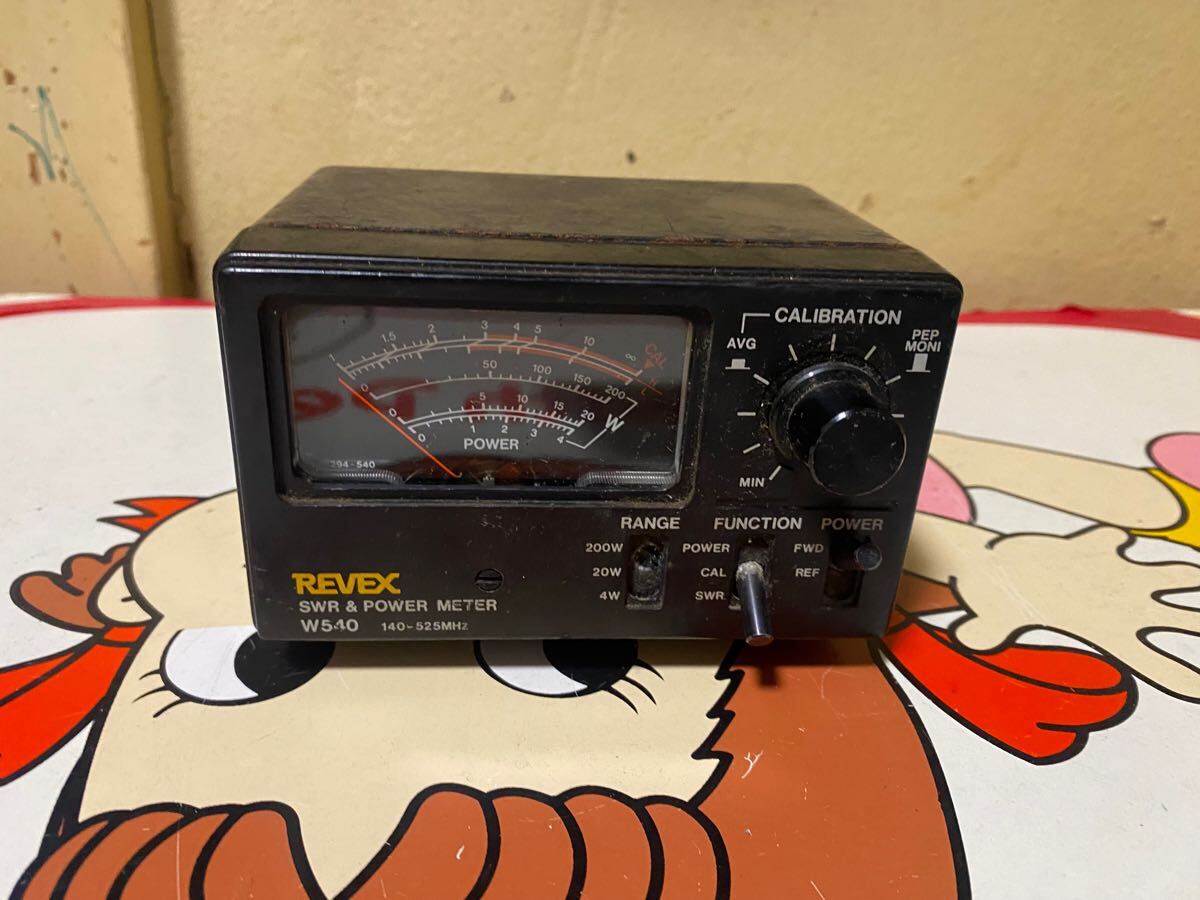 1 1.5 2 3 4 5 10 ∞ CAL
0 50 100 150 200
0 5 10 15 20 W
0 1 2 3 4
POWER
294-540
CALIBRATION
AVG
PEP
MONI
MIN
RANGE FUNCTION POWER
200W POWER FWD
20W CAL REF
4W SWR
REVEX
SWR & POWER METER
W540 140~525MHz